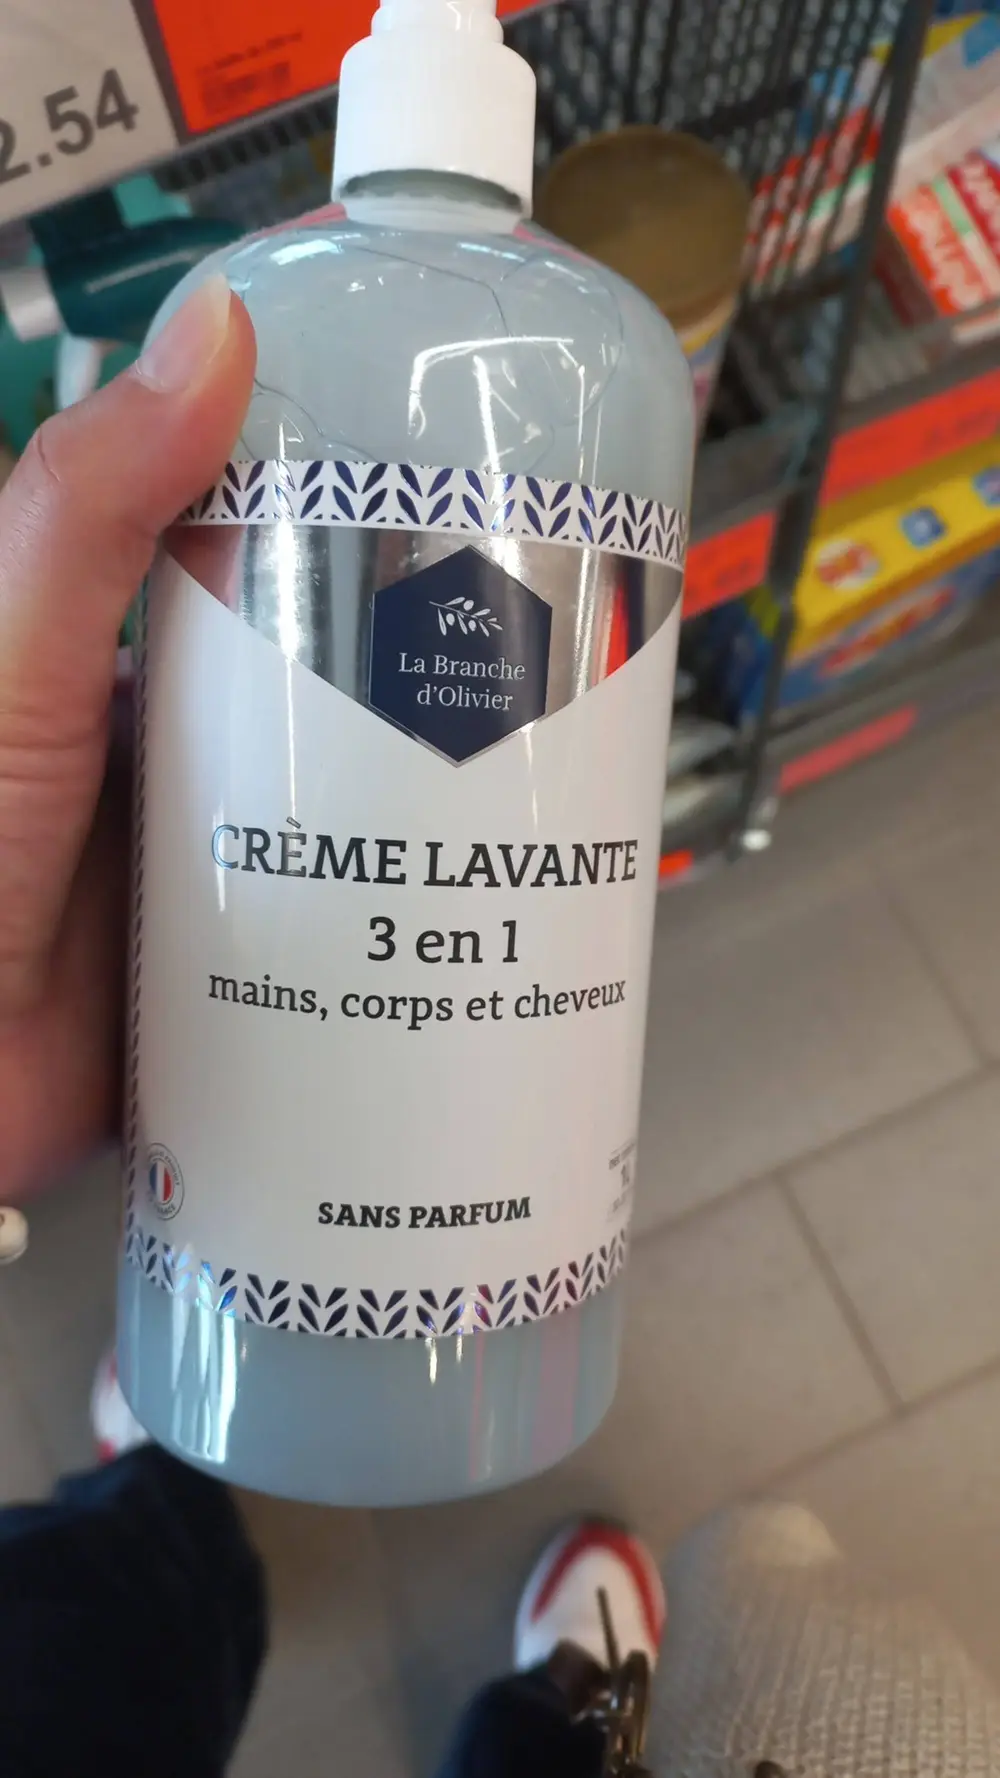 2.54
La Branche
d'Olivier
CRÈME LAVANTE
3 en 1
mains, corps et cheveux
SANS PARFUM